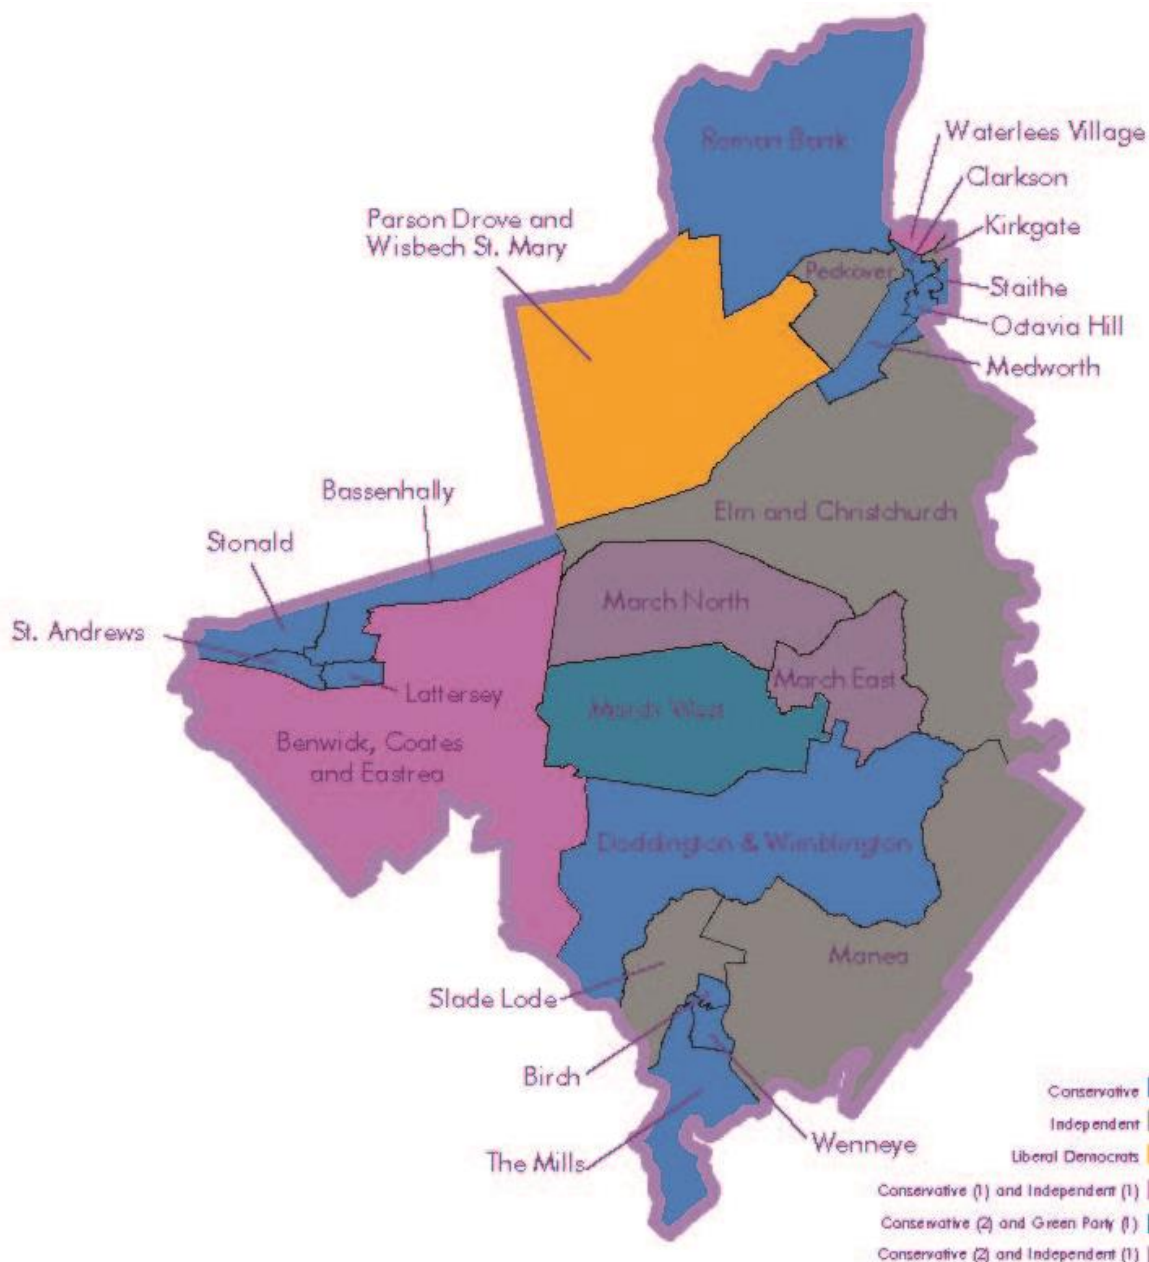 Roman Bank
Waterlees Village
Clarkson
Kirkgate
Parson Drove and
Wisbech St. Mary
Peckover
Staithe
Octavia Hill
Medworth
Bassenhally
Elm and Christchurch
Stonald
March North
St. Andrews
March East
Lattersey
March West
Benwick, Coates
and Eastrea
Doddington & Wimblington
Manea
Slade Lode
Birch
Wenneye
The Mills
Conservative
Independent
Liberal Democrats
Conservative (1) and Independent (1)
Conservative (2) and Green Party (1)
Conservative (2) and Independent (1)